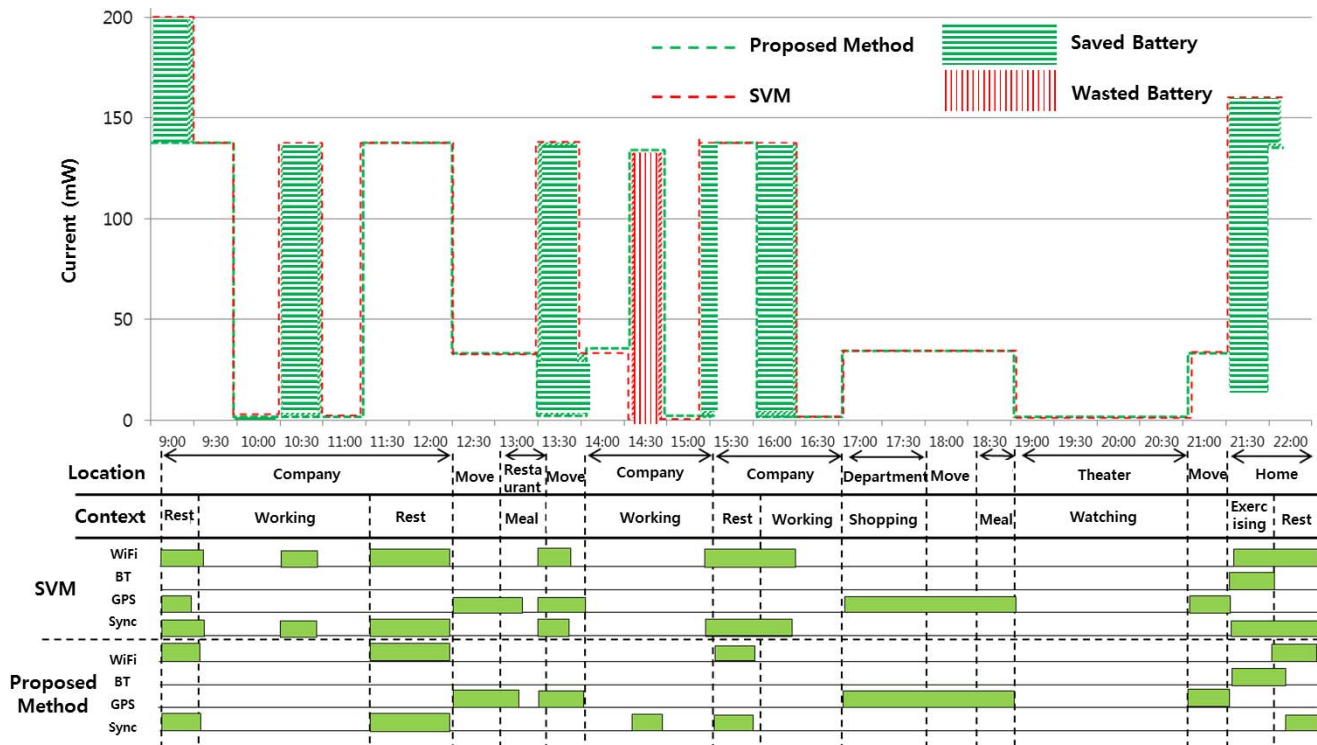 200
150
100
50
0
Current (mW)
Proposed Method
SVM
Saved Battery
Wasted Battery
9:00 9:30 10:00 10:30 11:00 11:30 12:00 12:30 13:00 13:30 14:00 14:30 15:00 15:30 16:00 16:30 17:00 17:30 18:00 18:30 19:00 19:30 20:00 20:30 21:00 21:30 22:00
Location Company Move Resta Move Company Company Department Move Theater Move Home
urant
Context Rest Working Rest Meal Working Rest Working Shopping Meal Watching Exerc Rest
ising
SVM
WiFi
BT
GPS
Sync
Proposed
Method
WiFi
BT
GPS
Sync